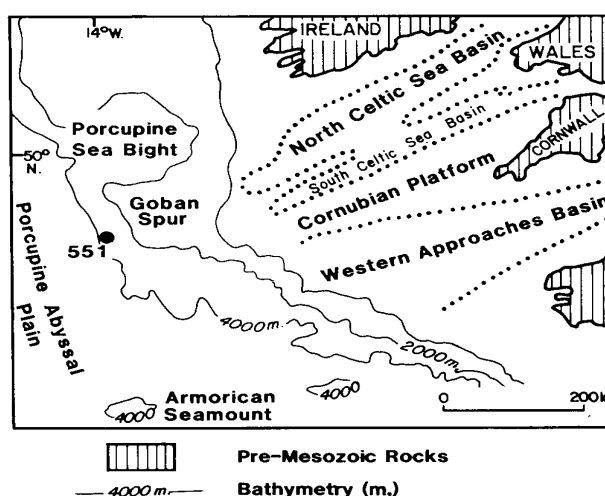 14°W.
IRELAND
WALES
North Celtic Sea Basin
Porcupine
Sea Bight
South Celtic Sea Basin
CORNWALL
50°
N.
Cornubian Platform
Goban
Spur
Western Approaches Basin
551
Porcupine Abyssal
Plain
4000m.
2000m.
4000
4000
Armorican
Seamount
0
200k
Pre-Mesozoic Rocks
4000m.
Bathymetry (m.)